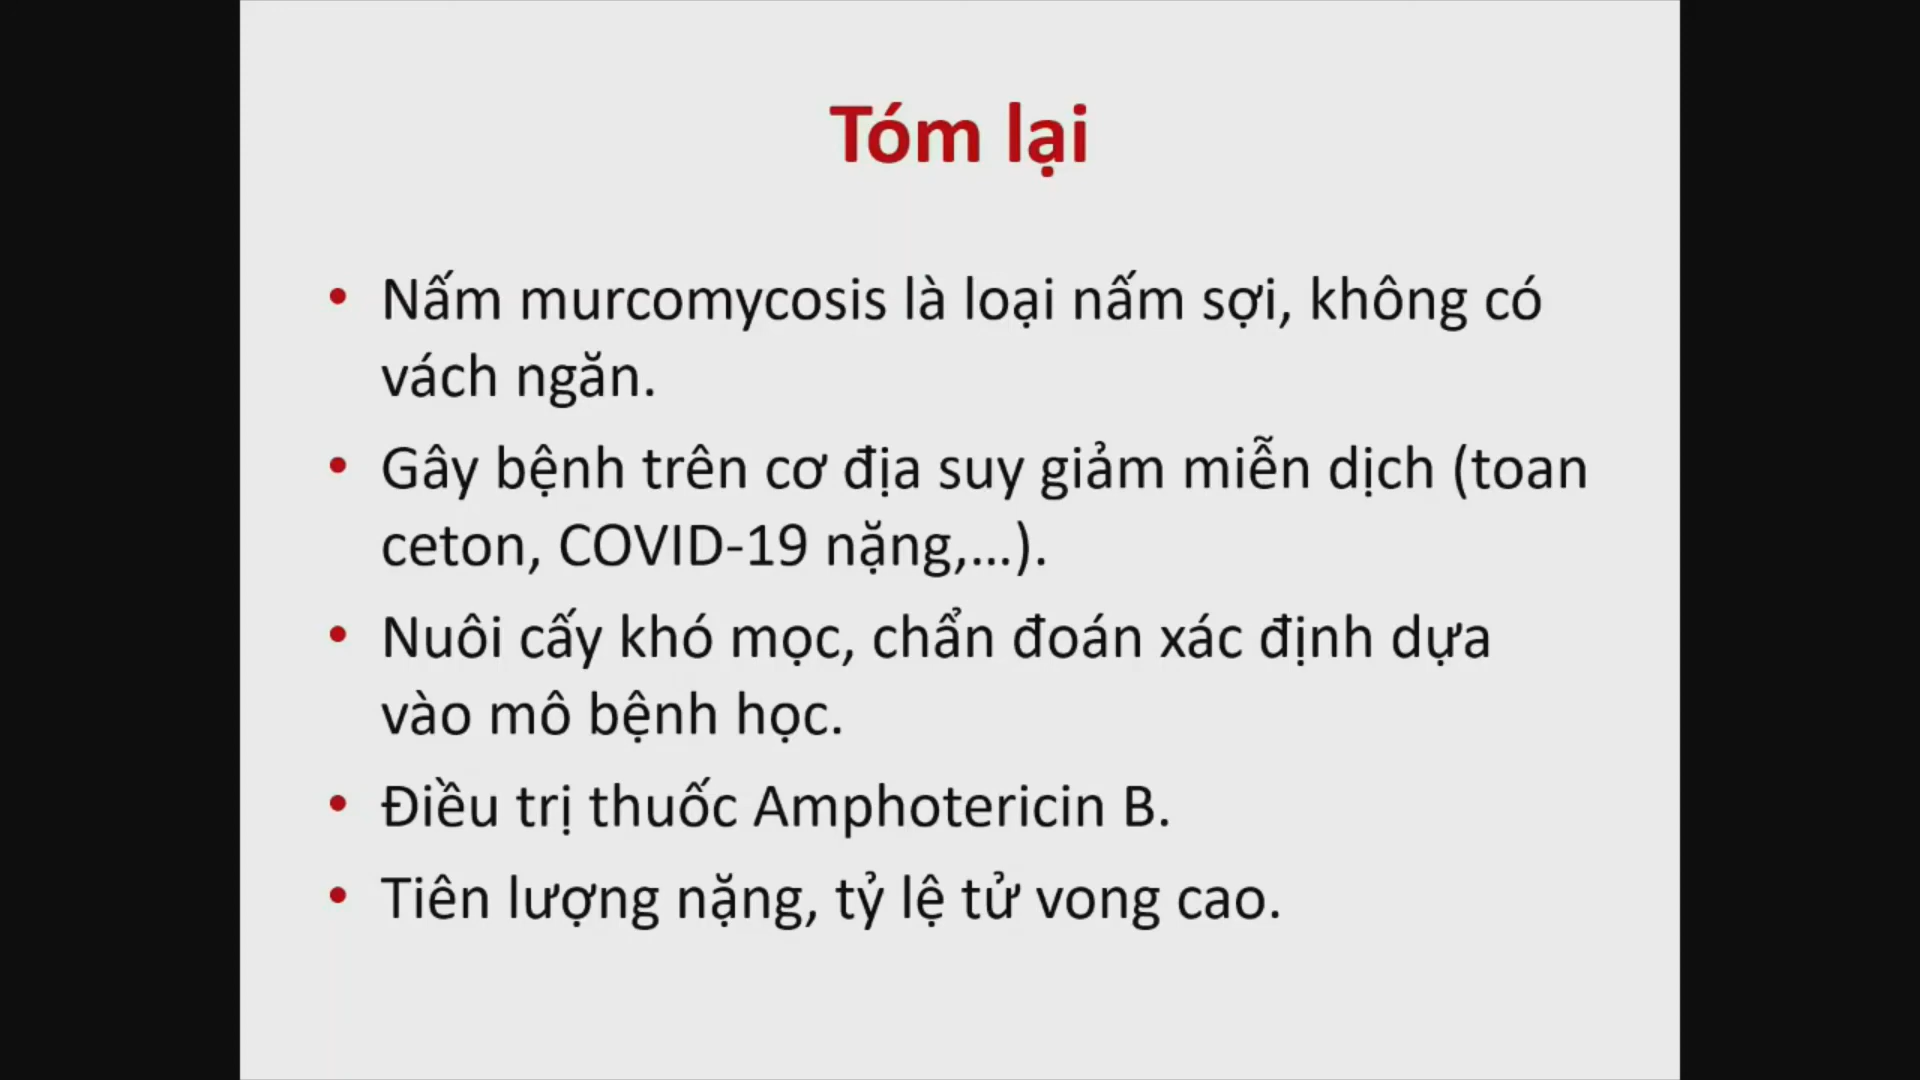 Tóm lại
• Nấm murcomycosis là loại nấm sợi, không có
vách ngăn.
• Gây bệnh trên cơ địa suy giảm miễn dịch (toan
ceton, COVID-19 nặng,...).
• Nuôi cấy khó mọc, chẩn đoán xác định dựa
vào mô bệnh học.
• Điều trị thuốc Amphotericin B.
• Tiên lượng nặng, tỷ lệ tử vong cao.